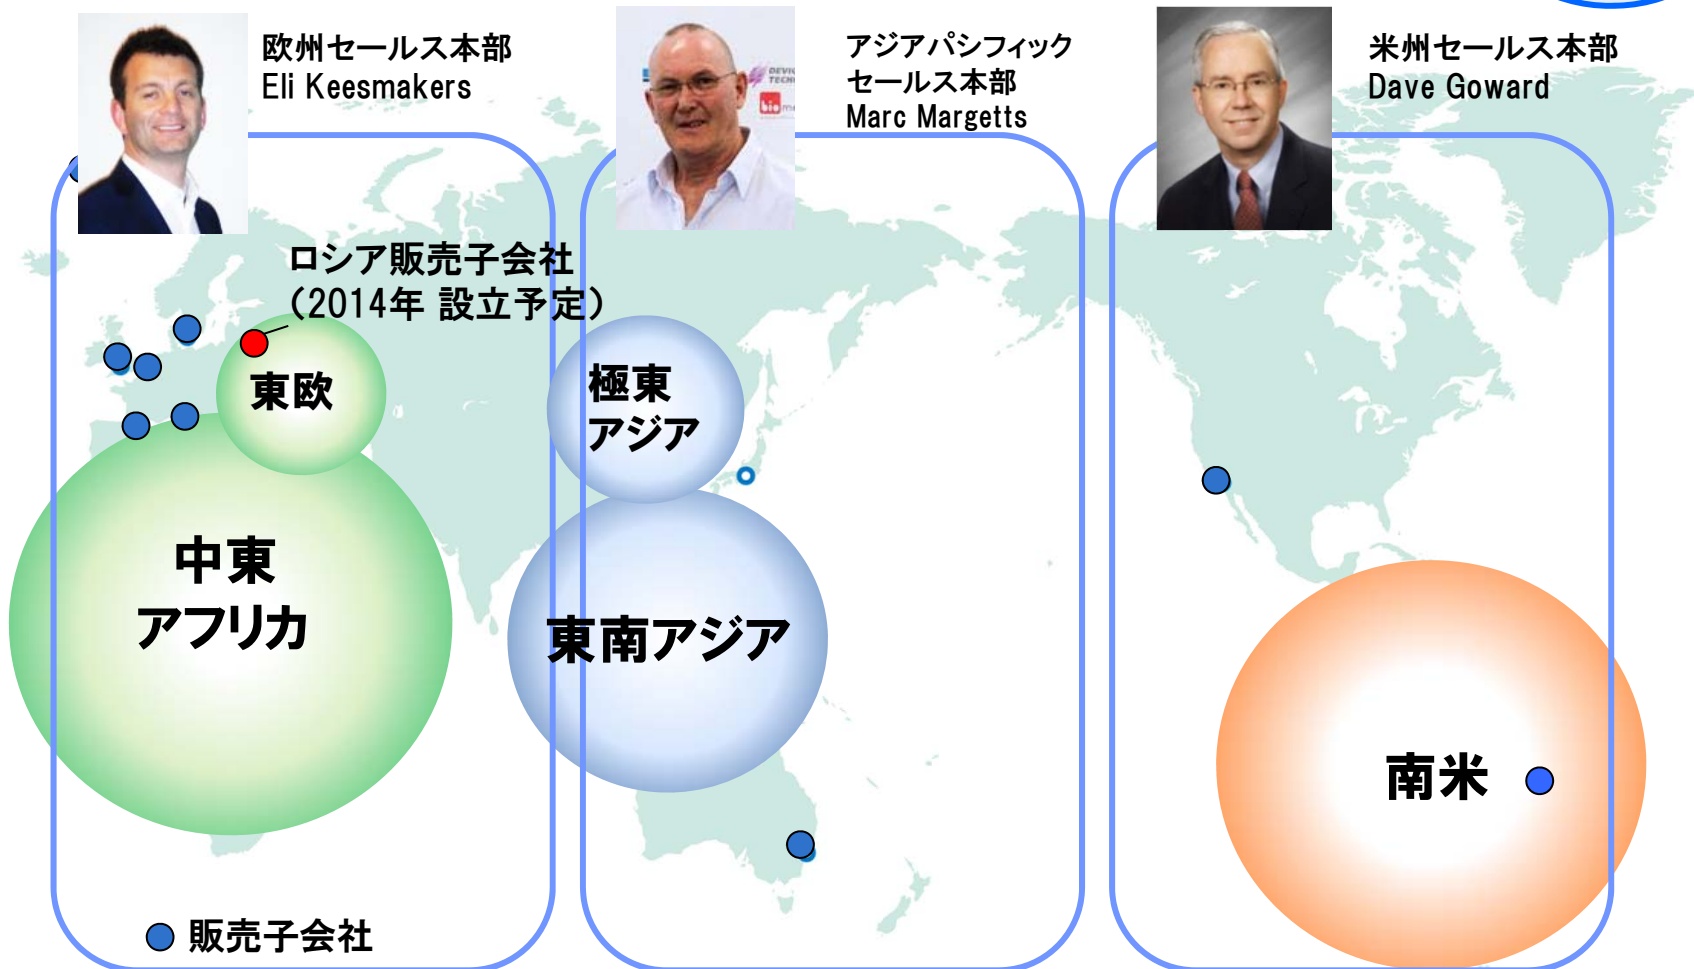 欧州セールス本部
Eli Keesmakers
アジアパシフィック
セールス本部
Marc Margetts
米州セールス本部
Dave Goward
ロシア販売子会社
（2014年 設立予定）
東欧
極東
アジア
中東
アフリカ
東南アジア
南米
販売子会社